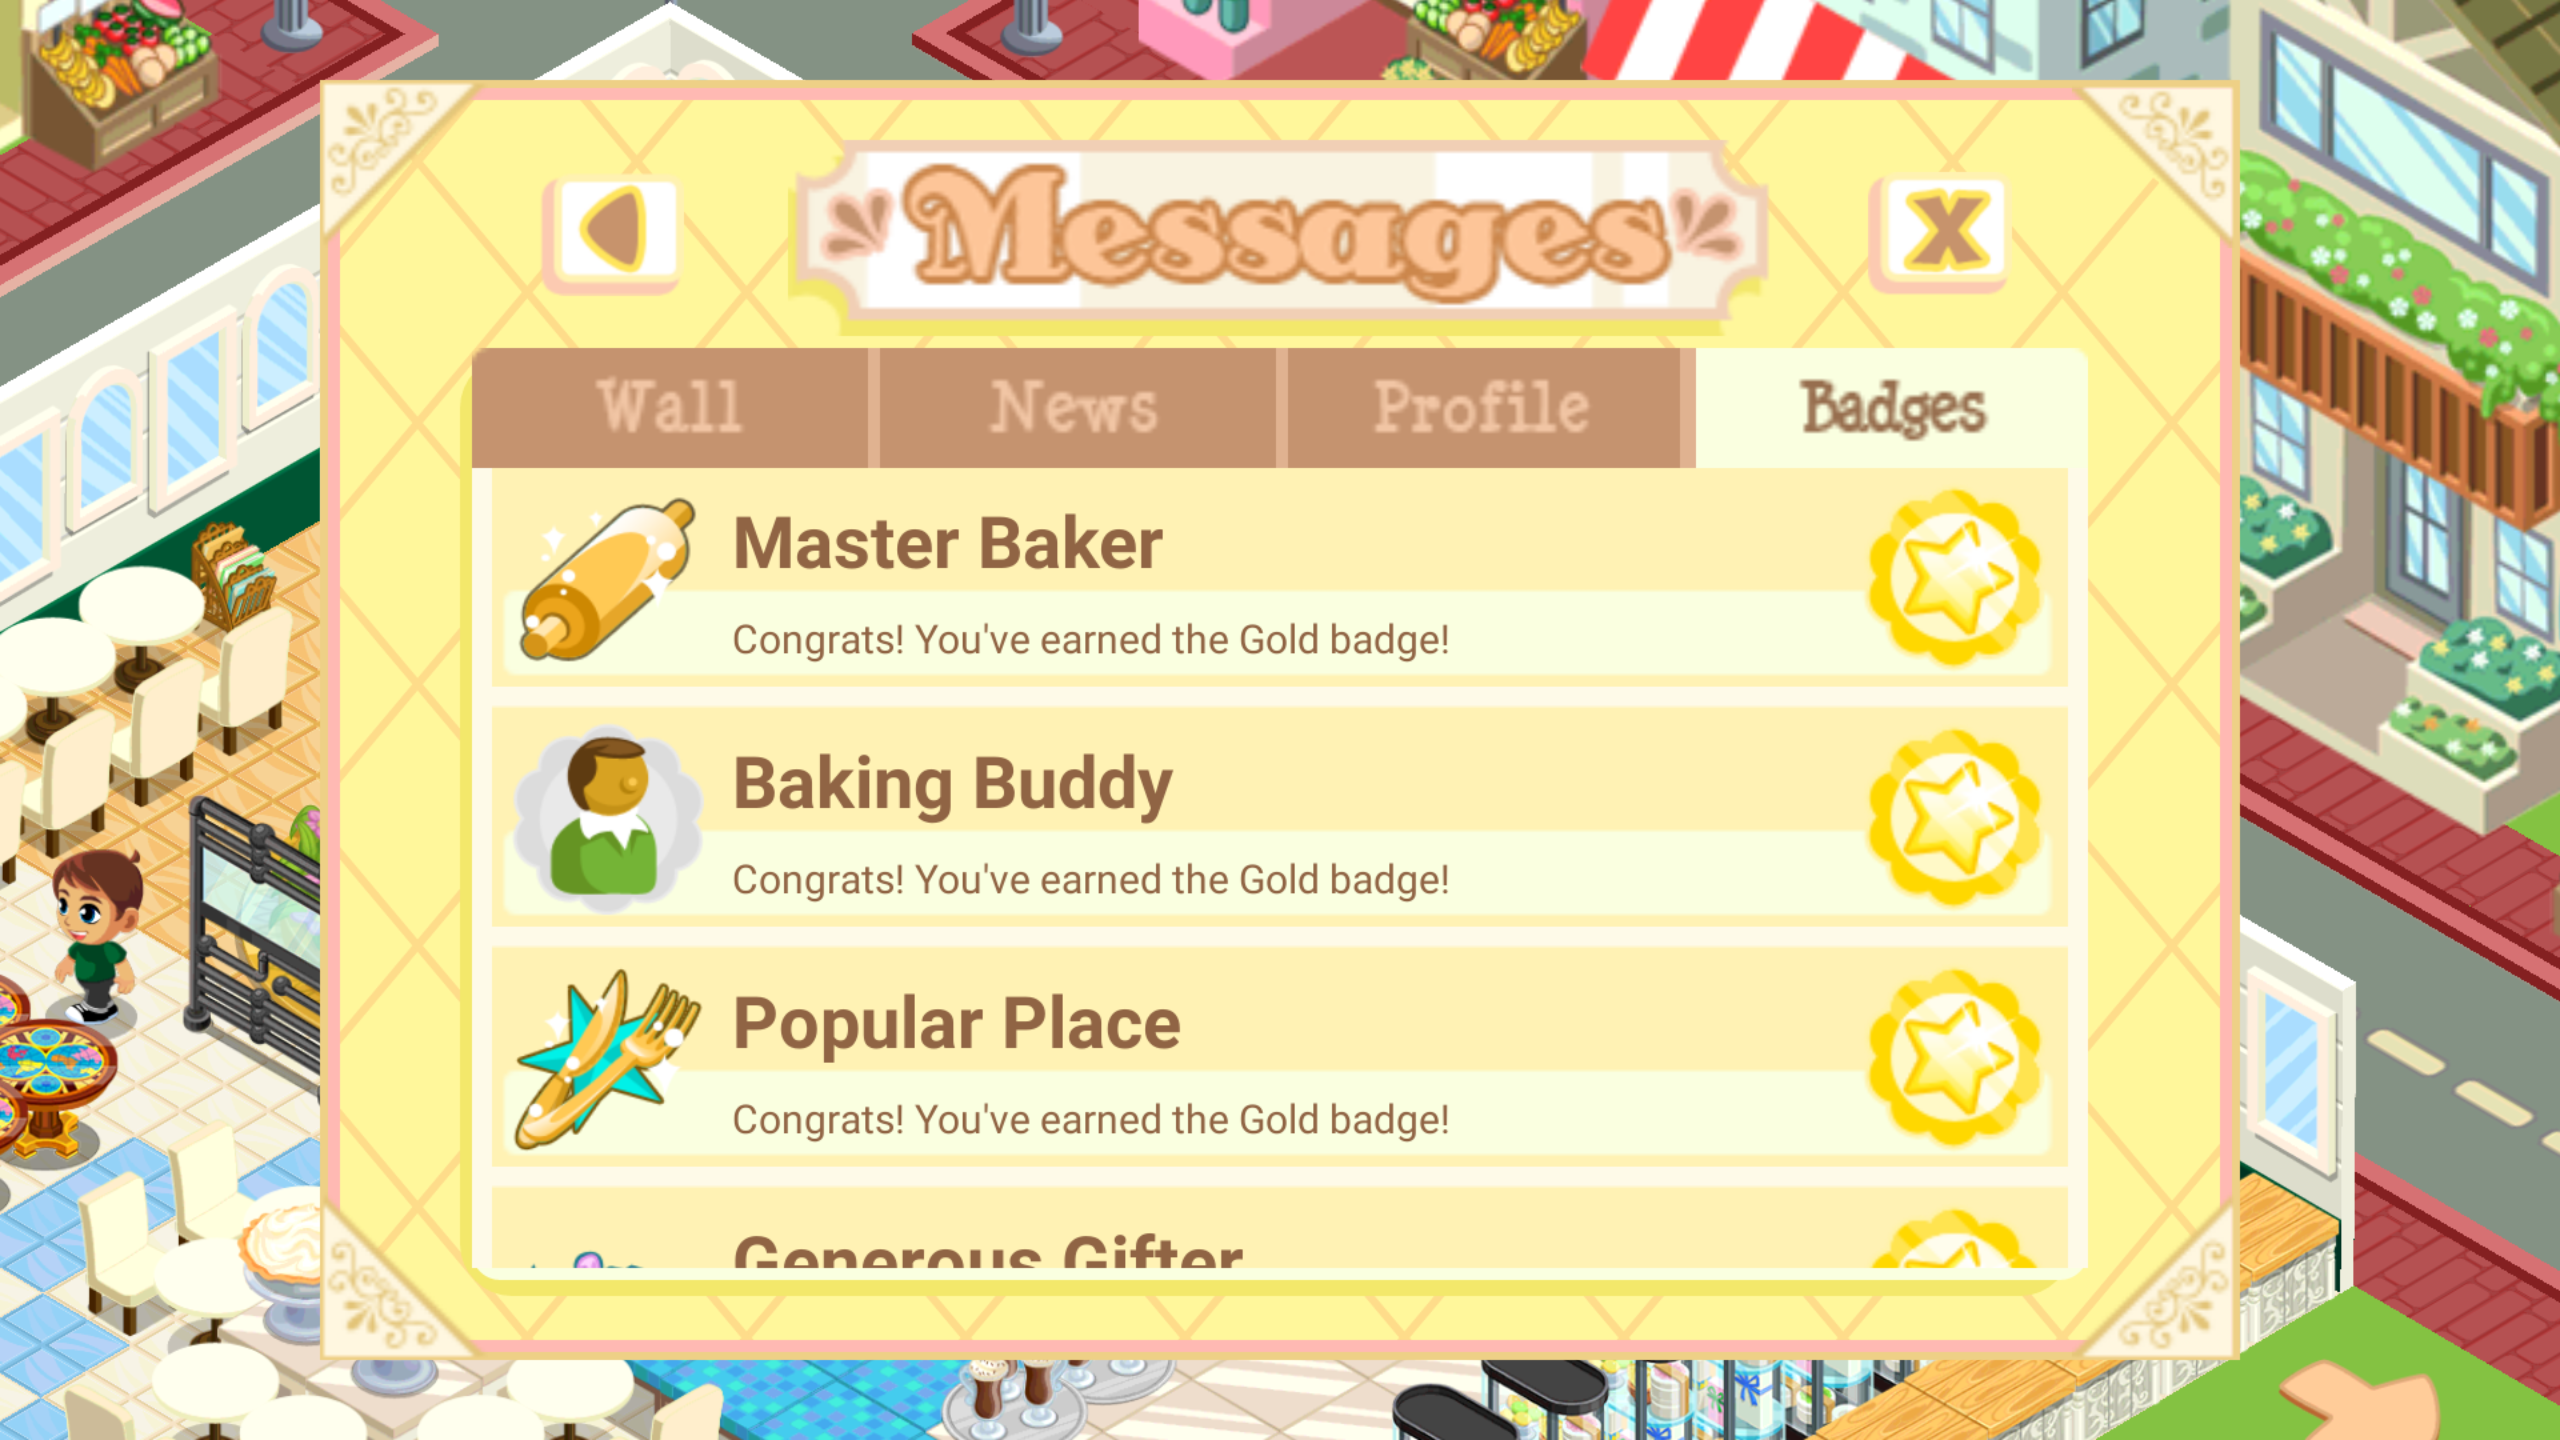 Messages
Wall
News
Profile
Badges
Master Baker
Congrats! You've earned the Gold badge!
Baking Buddy
Congrats! You've earned the Gold badge!
Popular Place
Congrats! You've earned the Gold badge!
Generous Gifter